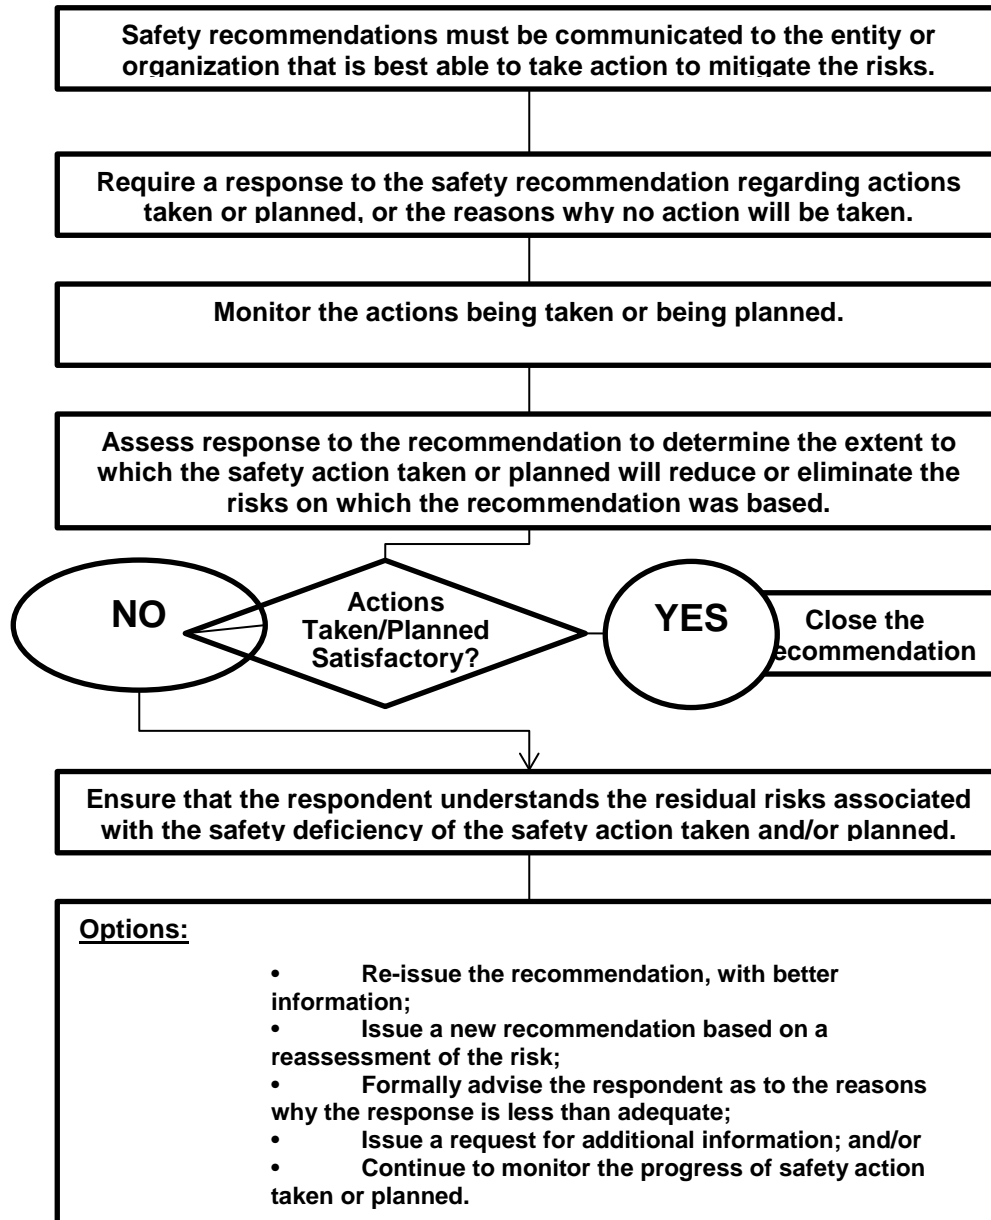 Safety recommendations must be communicated to the entity or
organization that is best able to take action to mitigate the risks.
Require a response to the safety recommendation regarding actions
taken or planned, or the reasons why no action will be taken.
Monitor the actions being taken or being planned.
Assess response to the recommendation to determine the extent to
which the safety action taken or planned will reduce or eliminate the
risks on which the recommendation was based.
NO
Actions
Taken/Planned
Satisfactory?
YES
Close the
ecommendation
Ensure that the respondent understands the residual risks associated
with the safety deficiency of the safety action taken and/or planned.
Options:
• Re-issue the recommendation, with better
information;
• Issue a new recommendation based on a
reassessment of the risk;
• Formally advise the respondent as to the reasons
why the response is less than adequate;
• Issue a request for additional information; and/or
• Continue to monitor the progress of safety action
taken or planned.